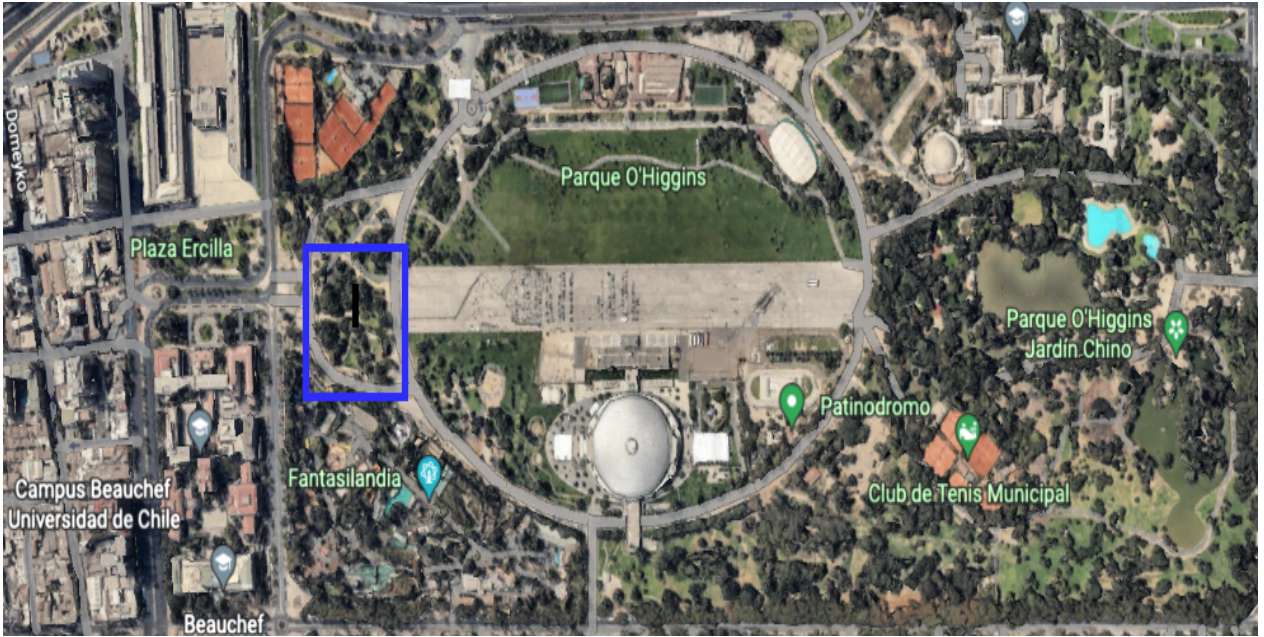 Domeyko
Parque O'Higgins
Plaza Ercilla
Parque O'Higgins
Jardín Chino
Patinodromo
Fantasilandia
Club de Tenis Municipal
Campus Beauchef
Universidad de Chile
Beauchef